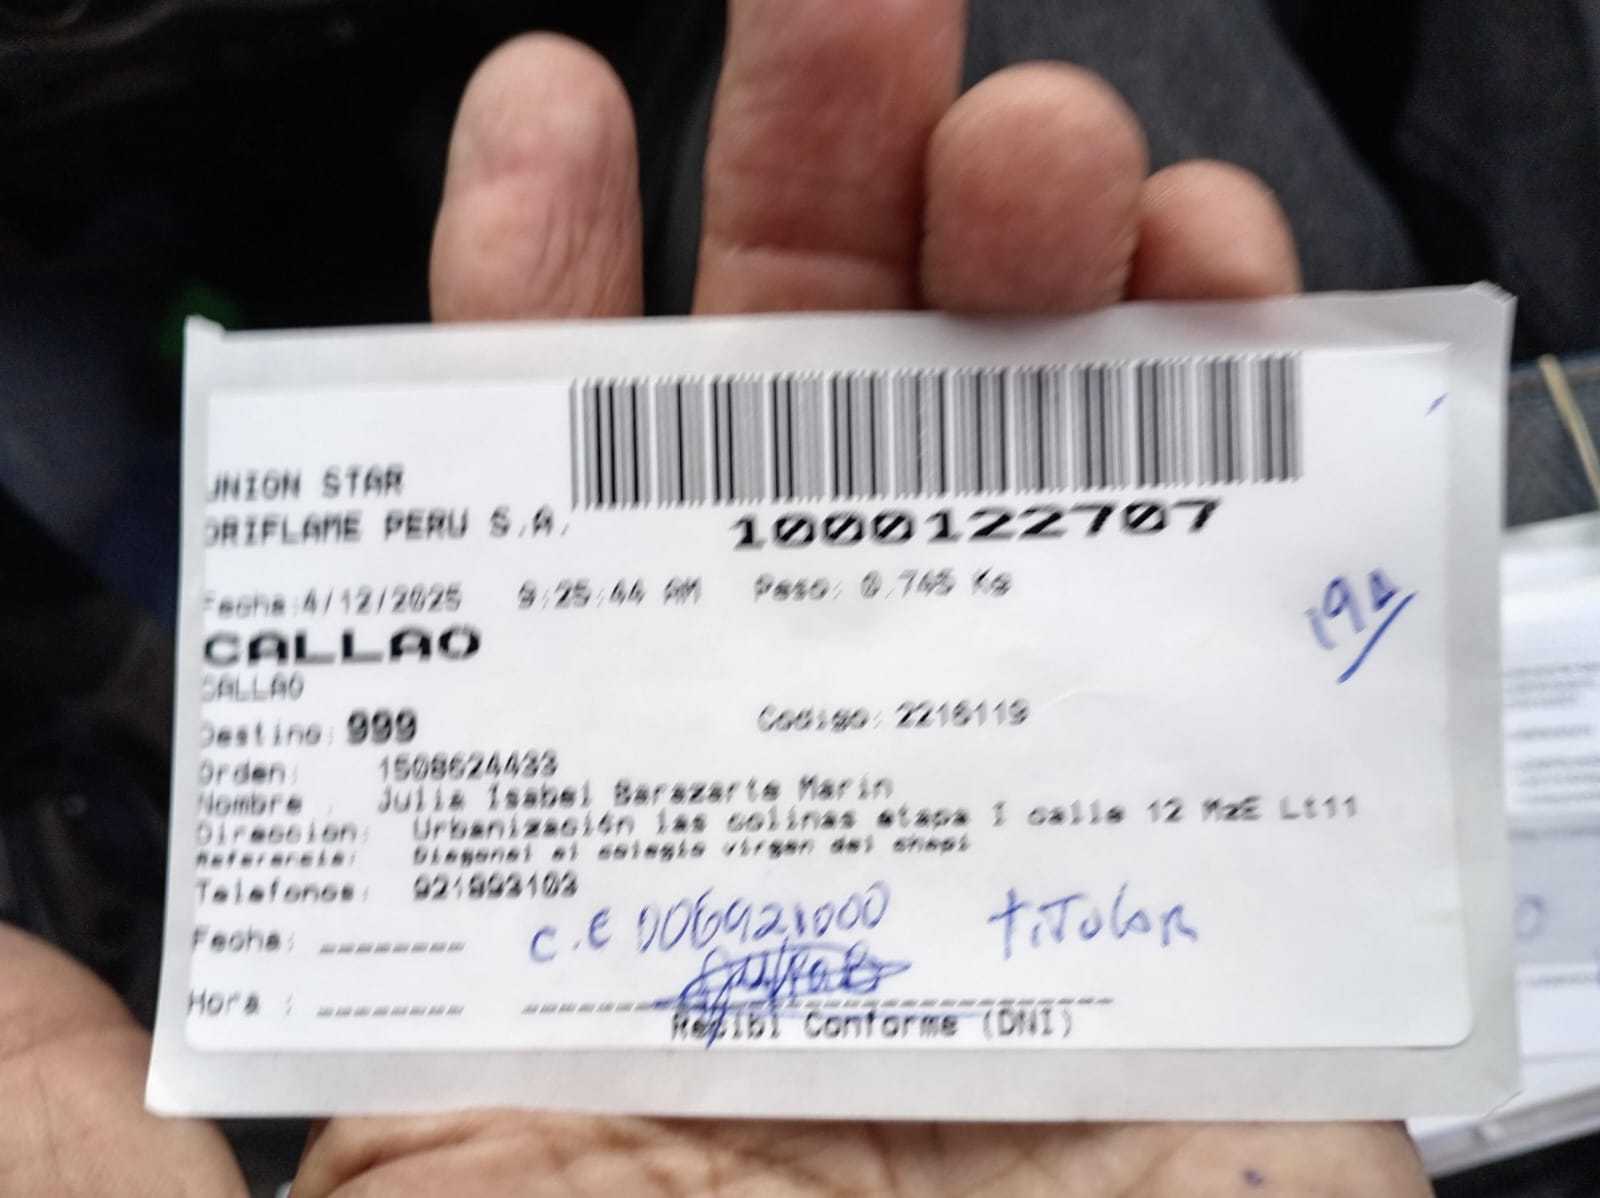 UNION STAR
ORIFLAME PERU S.A.
1000122707
Fecha:4/12/2025 9:25:44 AM Peso: 0.745 Kg
CALLAO
CALLAO
Destino: 999 Codigo: 2216119
Orden: 1508624433
Nombre : Julia Isabel Barazarte Marin
Direccion: Urbanización las colinas etapa I calle 12 MzE Lt11
Referencia: Diagonal al colegio virgen del chapi
Telefonos: 921993103
Fecha: ________ C.E 006921000 TiTuLaR
Hora : ________
Recibi Conforme (DNI)